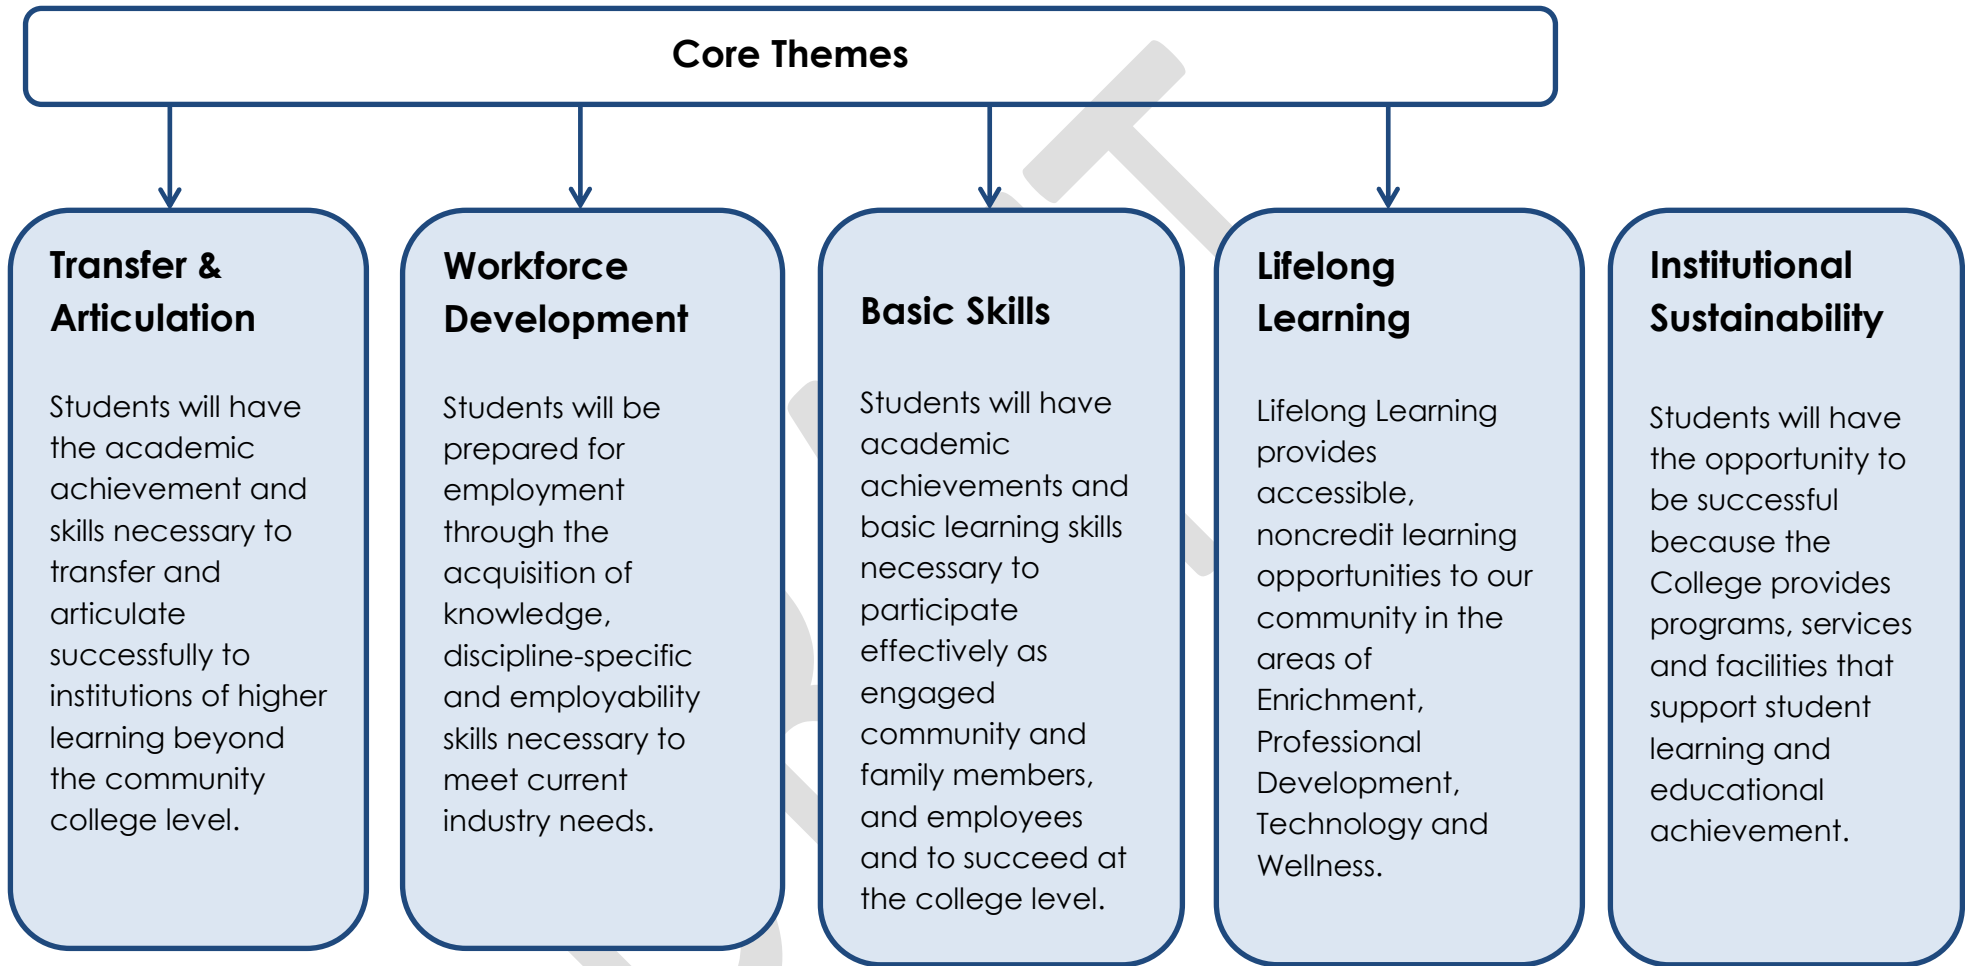 Core Themes
Transfer &
Articulation
Students will have
the academic
achievement and
skills necessary to
transfer and
articulate
successfully to
institutions of higher
learning beyond
the community
college level.
Workforce
Development
Students will be
prepared for
employment
through the
acquisition of
knowledge,
discipline-specific
and employability
skills necessary to
meet current
industry needs.
Basic Skills
Students will have
academic
achievements and
basic learning skills
necessary to
participate
effectively as
engaged
community and
family members,
and employees
and to succeed at
the college level.
Lifelong
Learning
Lifelong Learning
provides
accessible,
noncredit learning
opportunities to our
community in the
areas of
Enrichment,
Professional
Development,
Technology and
Wellness.
Institutional
Sustainability
Students will have
the opportunity to
be successful
because the
College provides
programs, services
and facilities that
support student
learning and
educational
achievement.